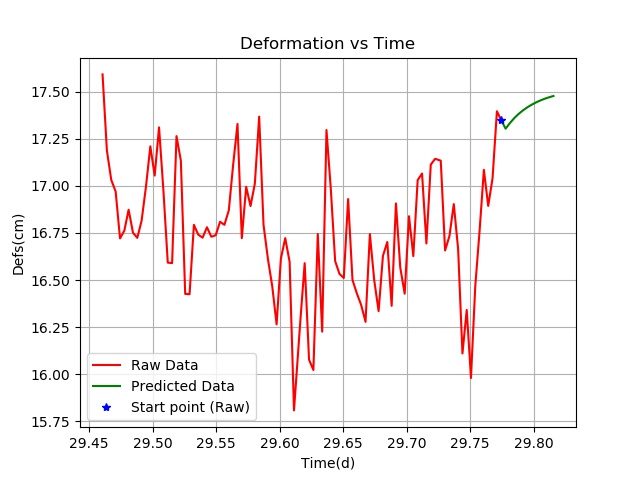 Deformation vs Time
17.50
17.25
17.00
16.75
16.50
16.25
16.00
15.75
Defs(cm)
Raw Data
Predicted Data
Start point (Raw)
29.45 29.50 29.55 29.60 29.65 29.70 29.75 29.80
Time(d)